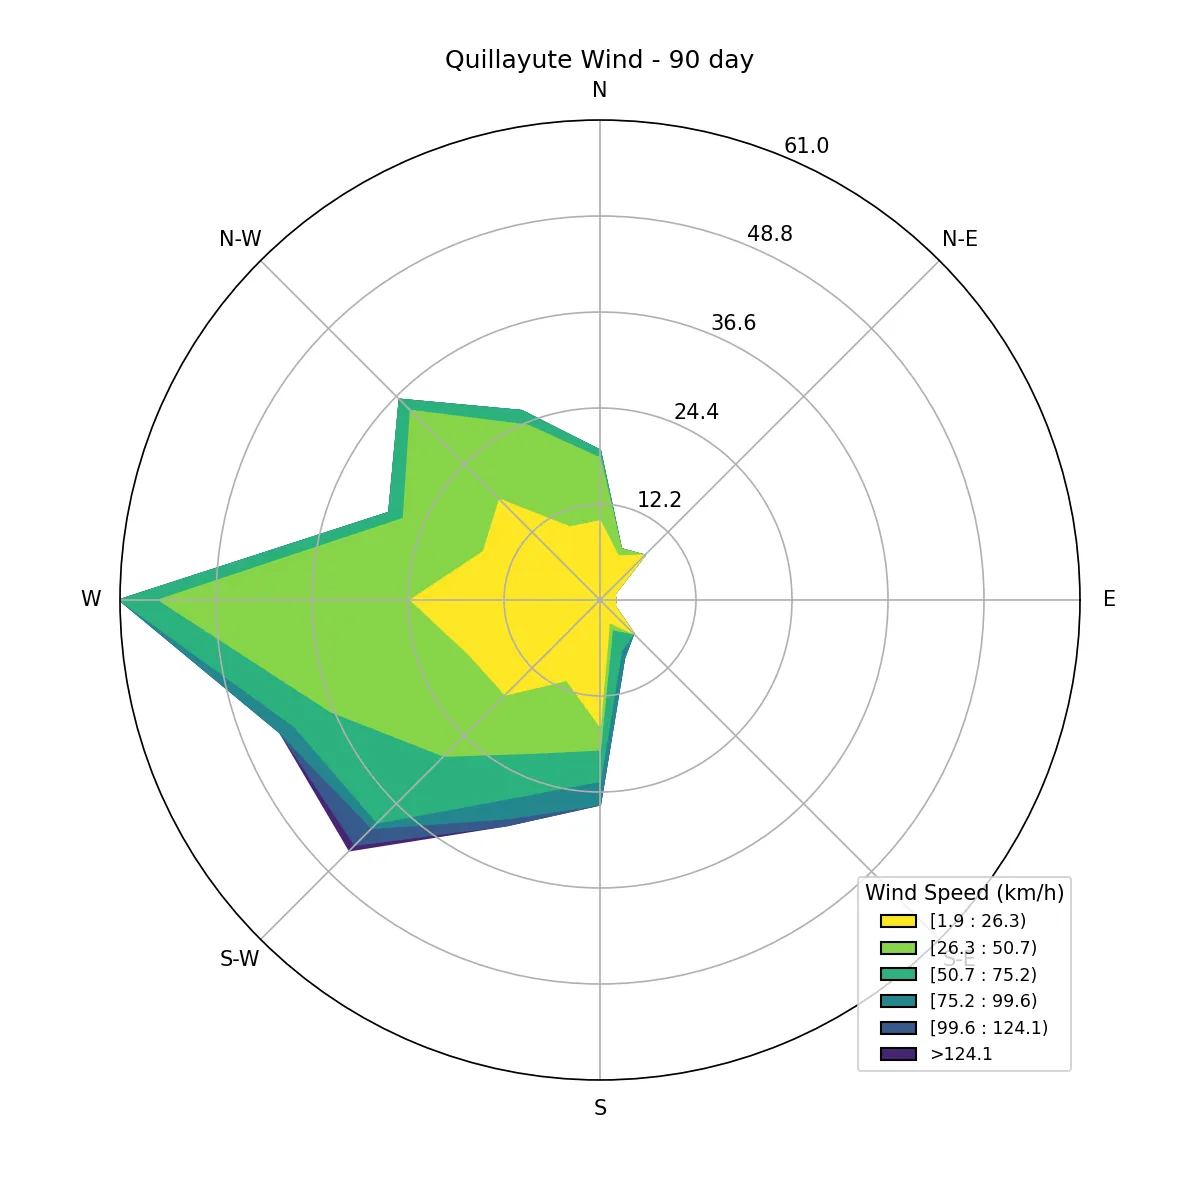 Quillayute Wind - 90 day
N
61.0
48.8
N-W
N-E
36.6
24.4
12.2
W
E
Wind Speed (km/h)
[1.9 : 26.3)
[26.3 : 50.7)
S-W
S-E
[50.7 : 75.2)
[75.2 : 99.6)
[99.6 : 124.1)
>124.1
S